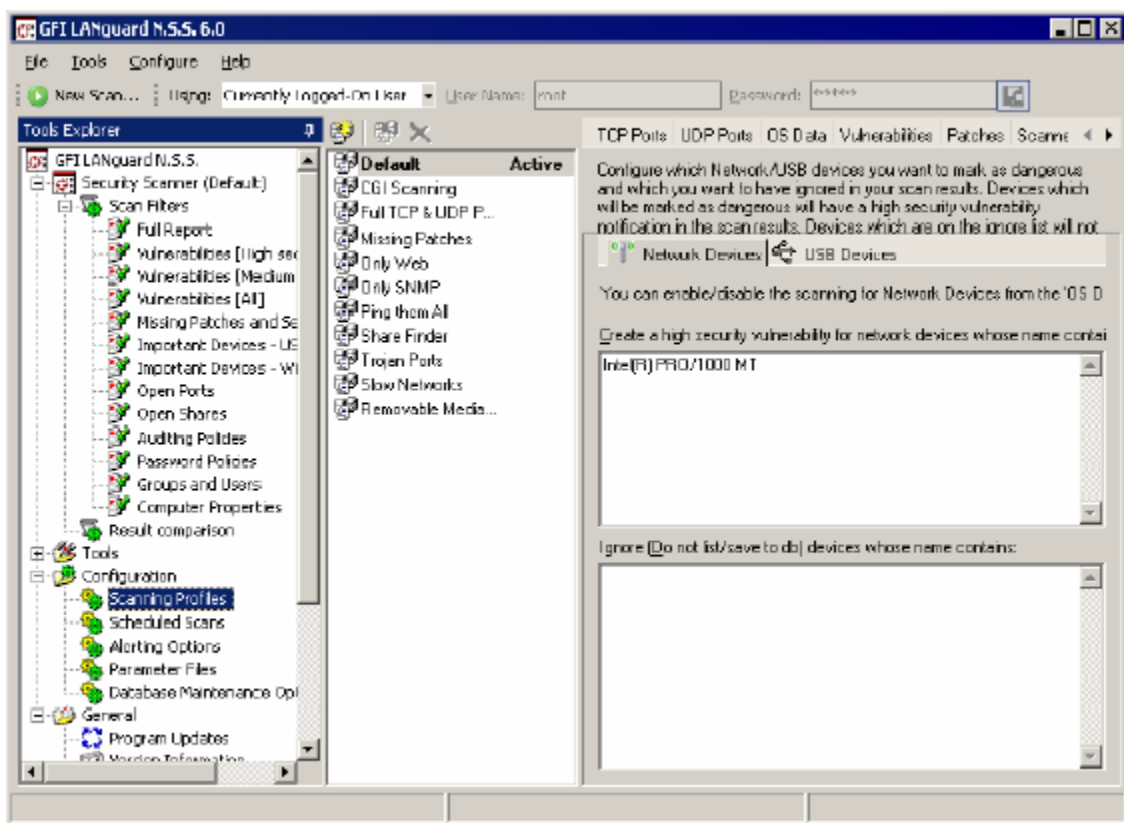 GFI LANguard N.S.S. 6.0
File Tools Configure Help
New Scan... Using: Currently Logged-On User User Name: root Password: ******
Tools Explorer
GFI LANguard N.S.S.
Security Scanner (Default)
Scan Filters
Full Report
Vulnerabilities [High sec
Vulnerabilities [Medium
Vulnerabilities [All]
Missing Patches and Se
Important Devices - US
Important Devices - Wi
Open Ports
Open Shares
Auditing Policies
Password Policies
Groups and Users
Computer Properties
Result comparison
Tools
Configuration
Scanning Profiles
Scheduled Scans
Alerting Options
Parameter Files
Database Maintenance Opt
General
Program Updates
Version Information
Default Active
CGI Scanning
Full TCP & UDP P...
Missing Patches
Only Web
Only SNMP
Ping them All
Share Finder
Trojan Ports
Slow Networks
Removable Media...
TCP Ports UDP Ports OS Data Vulnerabilities Patches Scanne
Configure which Network/USB devices you want to mark as dangerous
and which you want to have ignored in your scan results. Devices which
will be marked as dangerous will have a high security vulnerability
notification in the scan results. Devices which are on the ignore list will not
Network Devices USB Devices
You can enable/disable the scanning for Network Devices from the 'OS D
Create a high security vulnerability for network devices whose name contai
Intel(R) PRO/1000 MT
Ignore (Do not list/save to db) devices whose name contains: